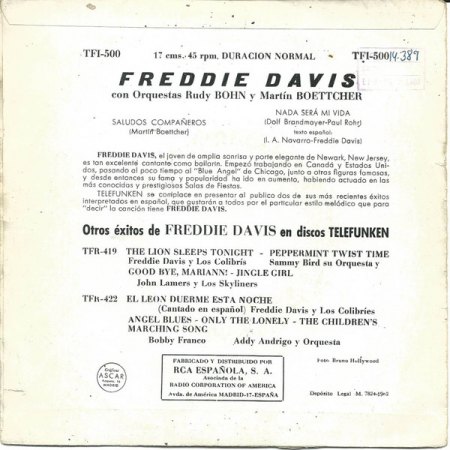 TFI-500 17 cms.-45 rpm. DURACION NORMAL TFI-500/4.389
FREDDIE DAVIS
con Orquestas Rudy BOHN y Martín BOETTCHER
SALUDOS COMPAÑEROS
(Martin Boettcher)
NADA SERÁ MI VIDA
(Dolf Brandmayer-Paul Rohr)
texto español:
(I. A. Navarro-Freddie Davis)
FREDDIE DAVIS, el joven de amplia sonrisa y porte elegante de Newark, New Jersey,
es tan excelente cantante como bailarín. Empezó trabajando en Canadá y Estados Uni-
dos, pasando al poco tiempo al "Blue Angel" de Chicago, junto a otras figuras famosas,
y desde entonces su fama y popularidad ha ido en aumento, habiendo actuado en las
más conocidas y prestigiosas Salas de Fiestas.
TELEFUNKEN se complace en presentar al público dos de sus más recientes éxitos
interpretados en español, que gustarán a todos por el particular estilo melódico que para
"decir" la canción tiene FREDDIE DAVIS.
Otros éxitos de FREDDIE DAVIS en discos TELEFUNKEN
TFR-419 THE LION SLEEPS TONIGHT - PEPPERMINT TWIST TIME
Freddie Davis y Los Colibrís Sammy Bird su Orquesta y
GOOD BYE, MARIANN! - JINGLE GIRL
John Lamers y Los Skyliners
TFR-422 EL LEON DUERME ESTA NOCHE
(Cantado en español) Freddie Davis y Los Colibríes
ANGEL BLUES - ONLY THE LONELY - THE CHILDREN'S
MARCHING SONG
Bobby Franco Addy Andrigo y Orquesta
Gráficas
ASCAR
MADRID
FABRICADO Y DISTRIBUIDO POR
RCA ESPAÑOLA, S. A.
Asociada de la
RADIO CORPORATION OF AMERICA
Avda. de América MADRID-17-ESPAÑA
Foto Bruna Hollywood
Depósito Legal M. 7824-1962